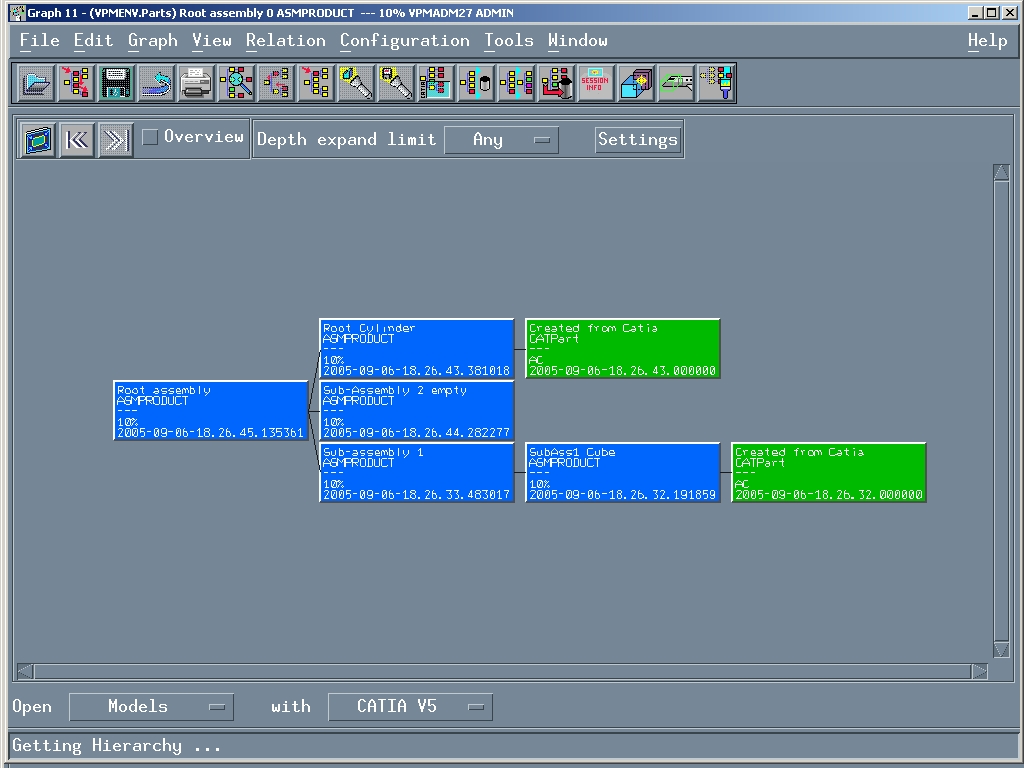 Graph 11 - (VPMENV.Parts) Root assembly 0 ASMPRODUCT --- 10% VPMADM27 ADMIN
File Edit Graph View Relation Configuration Tools Window Help
SESSION
INFO
Overview
Depth expand limit Any Settings
Root Cylinder
ASMPRODUCT
---
10%
2005-09-06-18.26.43.381018
Created from Catia
CATPart
---
AC
2005-09-06-18.26.43.000000
Root assembly
ASMPRODUCT
---
10%
2005-09-06-18.26.45.135361
Sub-Assembly 2 empty
ASMPRODUCT
---
10%
2005-09-06-18.26.44.282277
Sub-assembly 1
ASMPRODUCT
---
10%
2005-09-06-18.26.33.483017
SubAss1 Cube
ASMPRODUCT
---
10%
2005-09-06-18.26.32.191859
Created from Catia
CATPart
---
AC
2005-09-06-18.26.32.000000
Open Models with CATIA V5
Getting Hierarchy ...